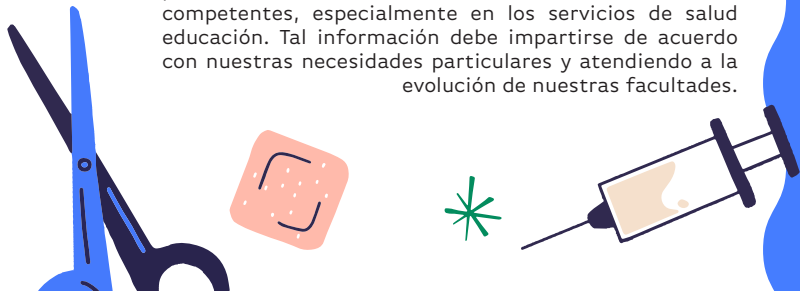 competentes, especialmente en los servicios de salud
educación. Tal información debe impartirse de acuerdo
con nuestras necesidades particulares y atendiendo a la
evolución de nuestras facultades.